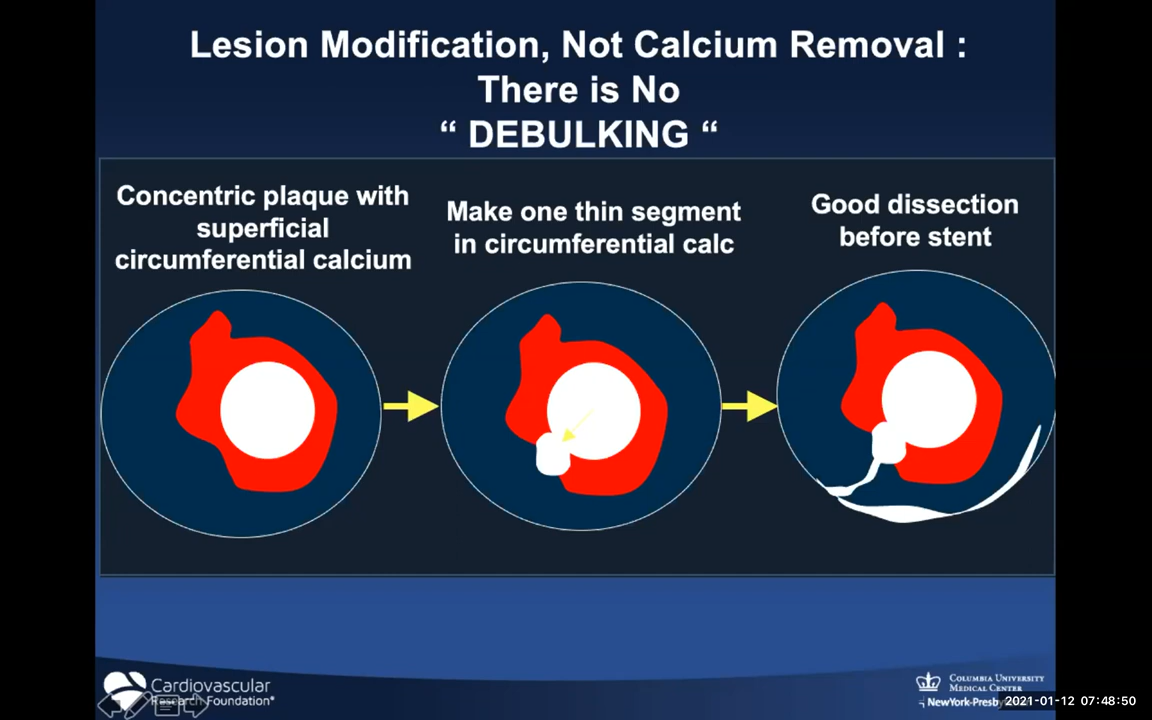 Lesion Modification, Not Calcium Removal :
There is No
“ DEBULKING “
Concentric plaque with
superficial
circumferential calcium
Make one thin segment
in circumferential calc
Good dissection
before stent
Cardiovascular
Research Foundation®
COLUMBIA UNIVERSITY
MEDICAL CENTER
NewYork-Presby
2021-01-12 07:48:50